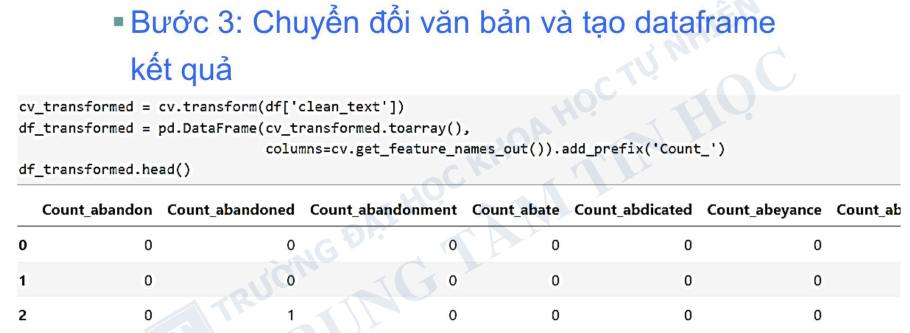 ▪ Bước 3: Chuyển đổi văn bản và tạo dataframe
kết quả
cv_transformed = cv.transform(df['clean_text'])
df_transformed = pd.DataFrame(cv_transformed.toarray(),
columns=cv.get_feature_names_out()).add_prefix('Count_')
df_transformed.head()
Count_abandon Count_abandoned Count_abandonment Count_abate Count_abdicated Count_abeyance Count_ab
0 0 0 0 0 0 0
1 0 0 0 0 0 0
2 0 1 0 0 0 0
TRƯỜNG ĐẠI HỌC KHOA HỌC TỰ NHIÊN
TRUNG TÂM TIN HỌC